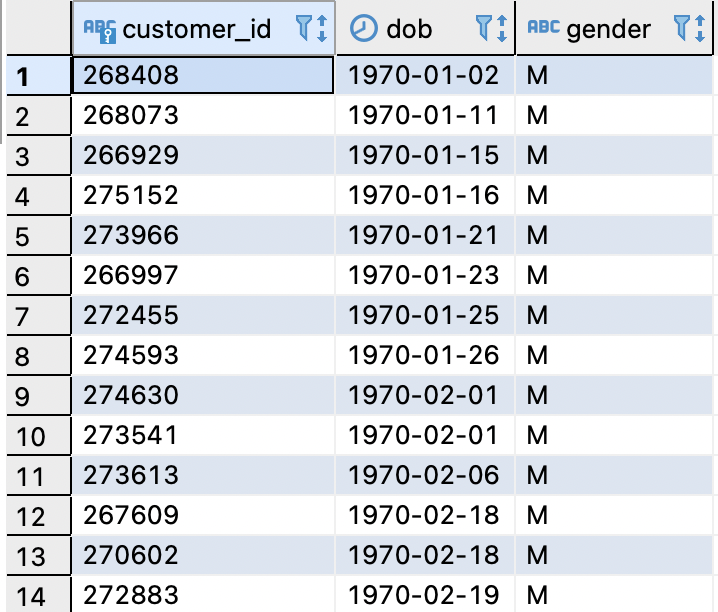 ABC customer_id dob ABC gender
1 268408 1970-01-02 M
2 268073 1970-01-11 M
3 266929 1970-01-15 M
4 275152 1970-01-16 M
5 273966 1970-01-21 M
6 266997 1970-01-23 M
7 272455 1970-01-25 M
8 274593 1970-01-26 M
9 274630 1970-02-01 M
10 273541 1970-02-01 M
11 273613 1970-02-06 M
12 267609 1970-02-18 M
13 270602 1970-02-18 M
14 272883 1970-02-19 M